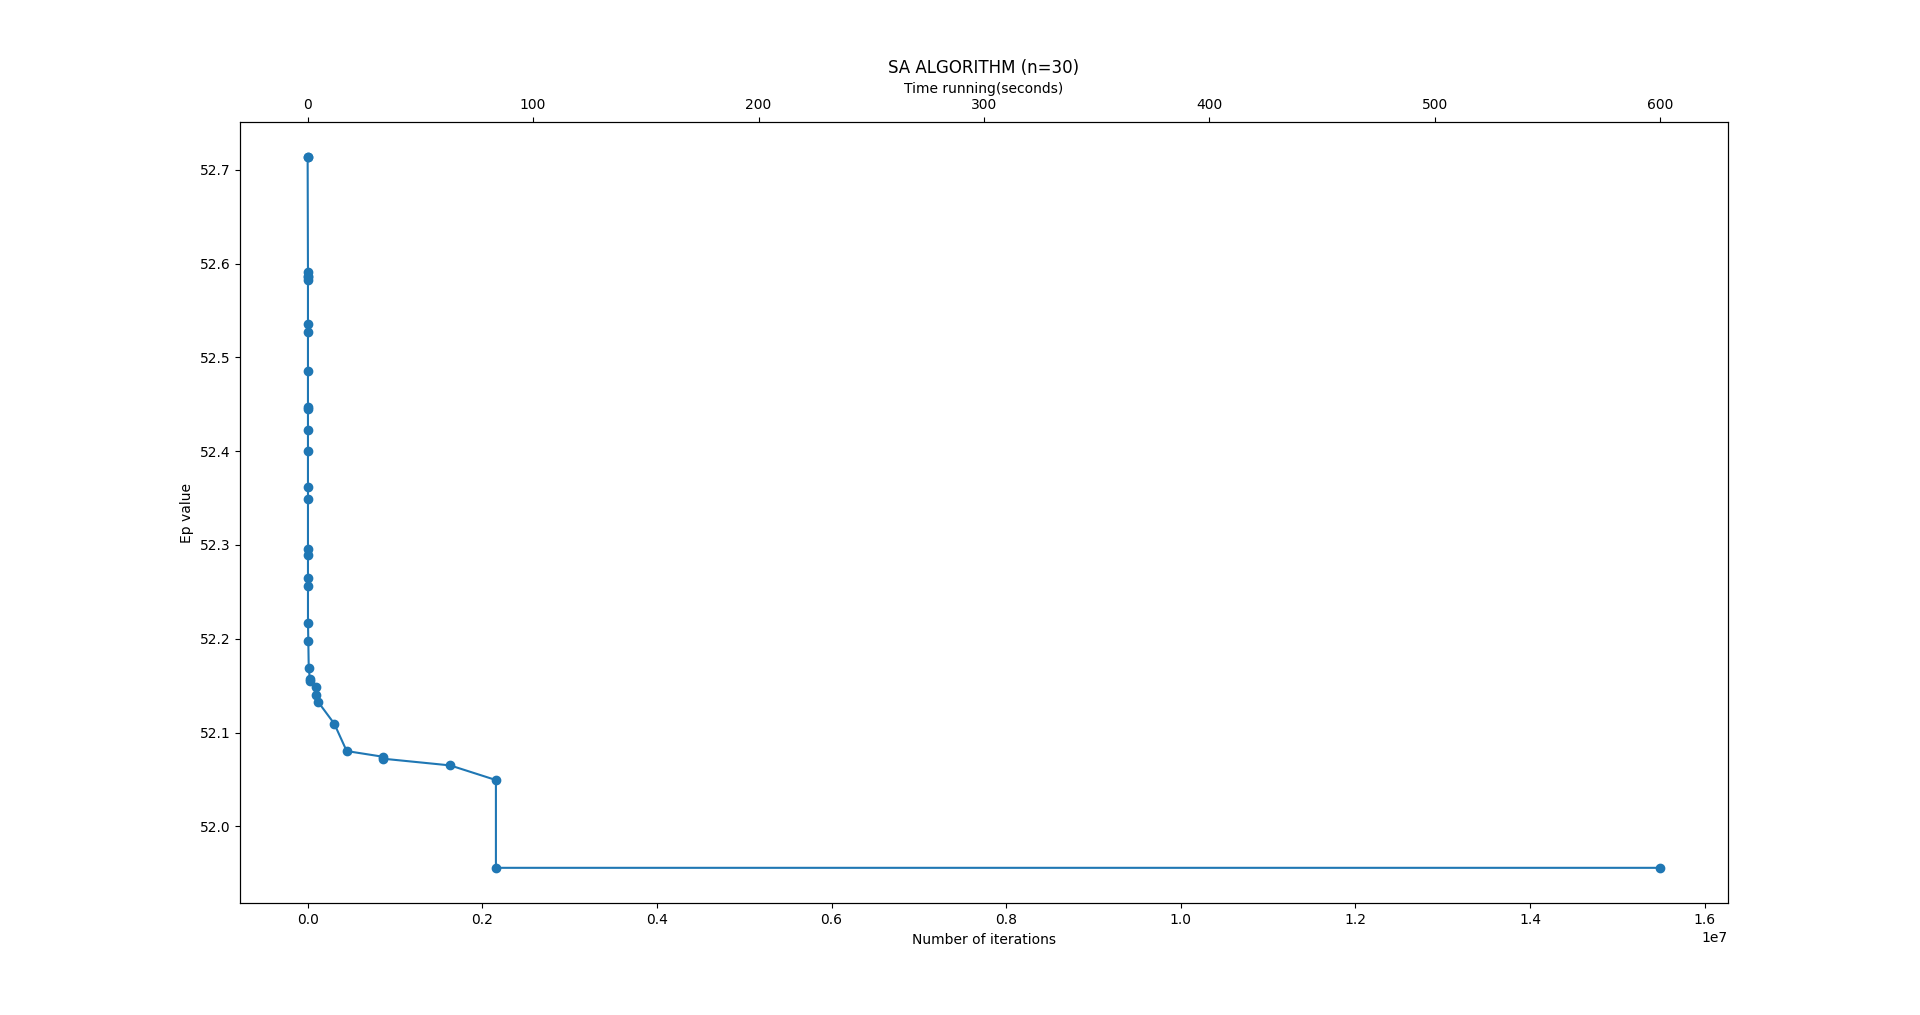 SA ALGORITHM (n=30)
Time running(seconds)
0 100 200 300 400 500 600
52.7
52.6
52.5
52.4
52.3
52.2
52.1
52.0
Ep value
0.0 0.2 0.4 0.6 0.8 1.0 1.2 1.4 1.6
1e7
Number of iterations